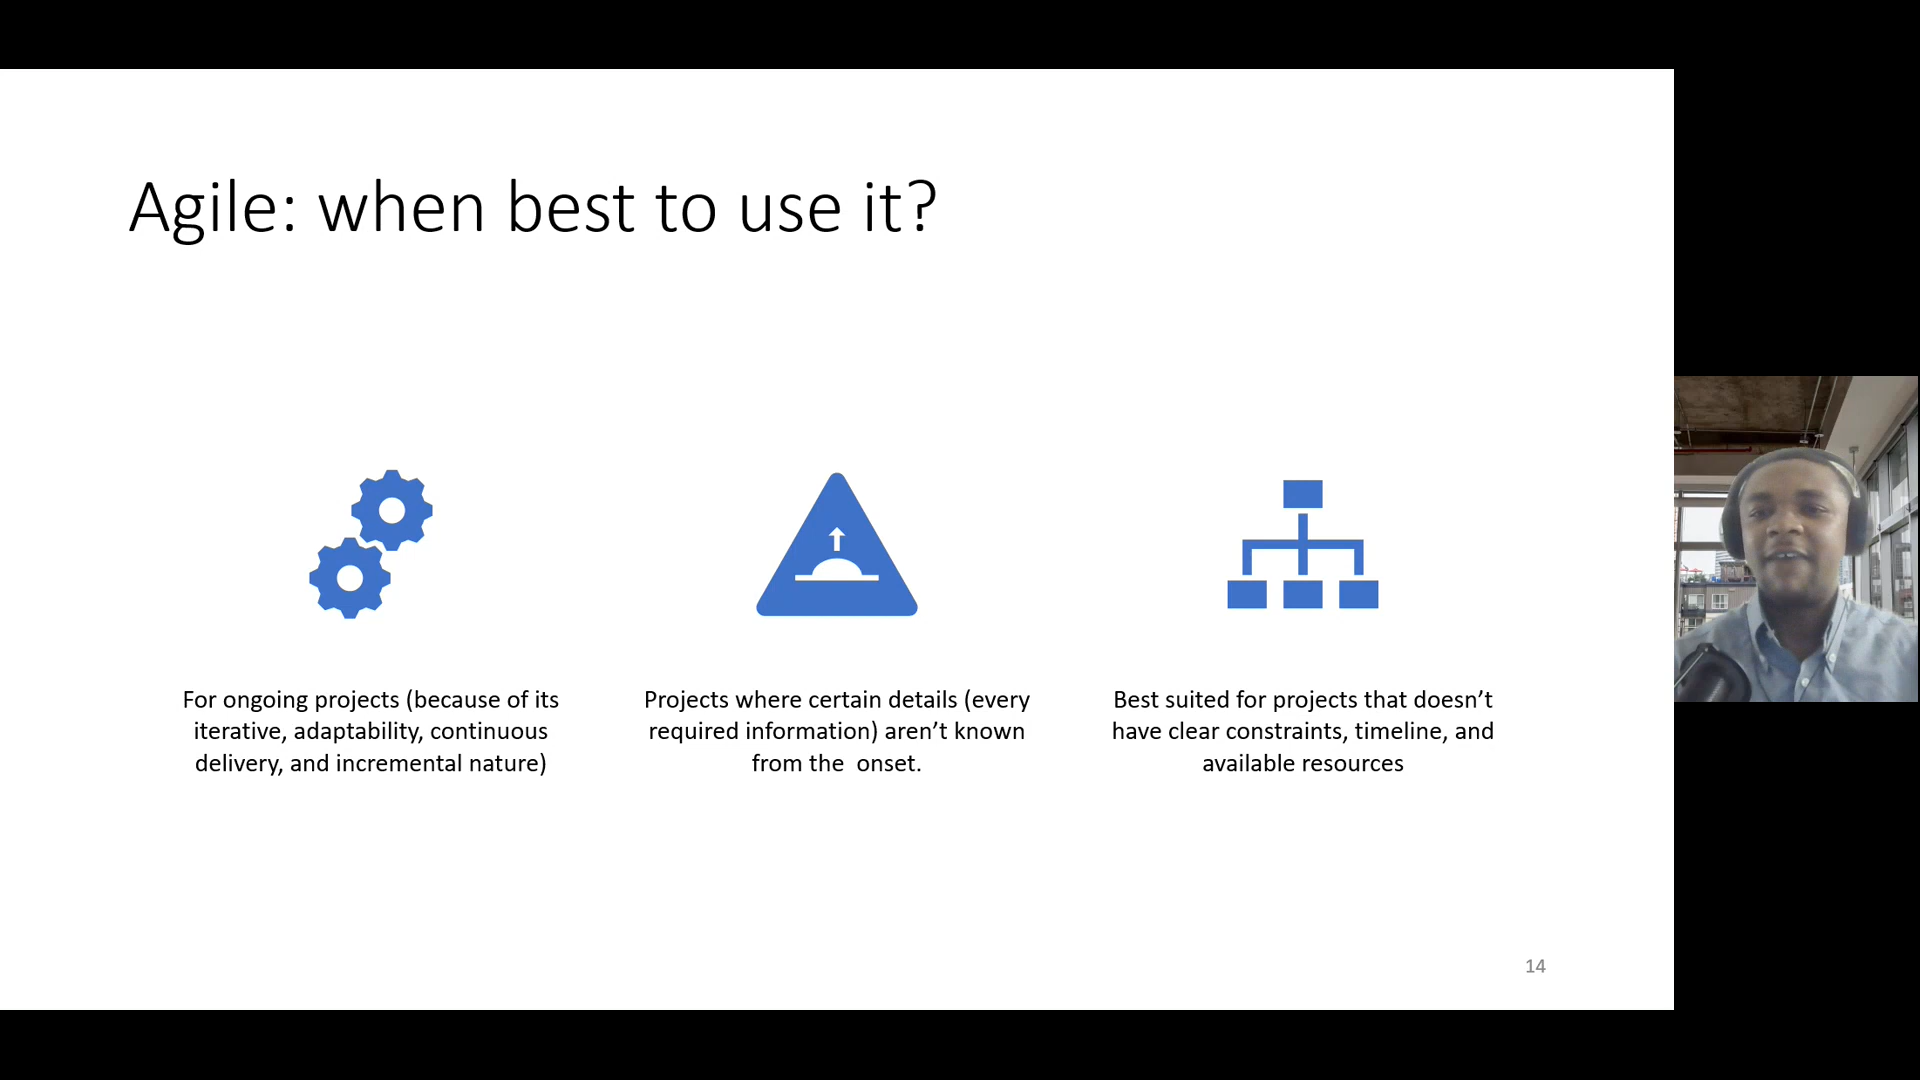 Agile: when best to use it?
For ongoing projects (because of its
iterative, adaptability, continuous
delivery, and incremental nature)
Projects where certain details (every
required information) aren’t known
from the  onset.
Best suited for projects that doesn’t
have clear constraints, timeline, and
available resources
14